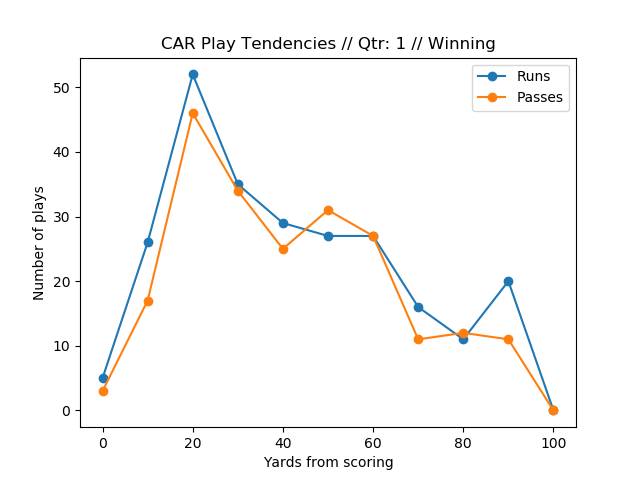 CAR Play Tendencies // Qtr: 1 // Winning
Runs
Passes
Number of plays
50
40
30
20
10
0
0 20 40 60 80 100
Yards from scoring